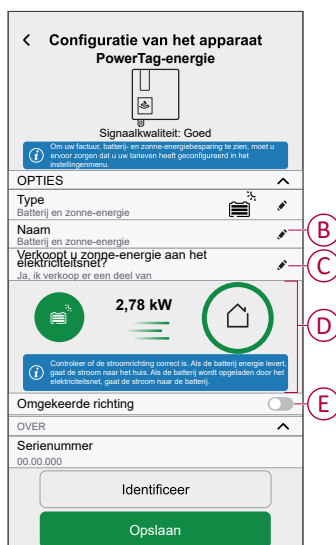 Configuratie van het apparaat
PowerTag-energie
Signaalkwaliteit: Goed
Om uw factuur, batterij- en zonne-energiebesparing te zien, moet u
ervoor zorgen dat u uw tarieven heeft geconfigureerd in het
instellingenmenu.
OPTIES
Type
Batterij en zonne-energie
Naam
Batterij en zonne-energie
B
Verkoopt u zonne-energie aan het
elektriciteitsnet?
Ja, ik verkoop er een deel van
C
2,78 kW
D
Controleer of de stroomrichting correct is. Als de batterij energie levert,
gaat de stroom naar het huis. Als de batterij wordt opgeladen door het
elektriciteitsnet, gaat de stroom naar de batterij.
Omgekeerde richting
E
OVER
Serienummer
00.00.000
Identificeer
Opslaan